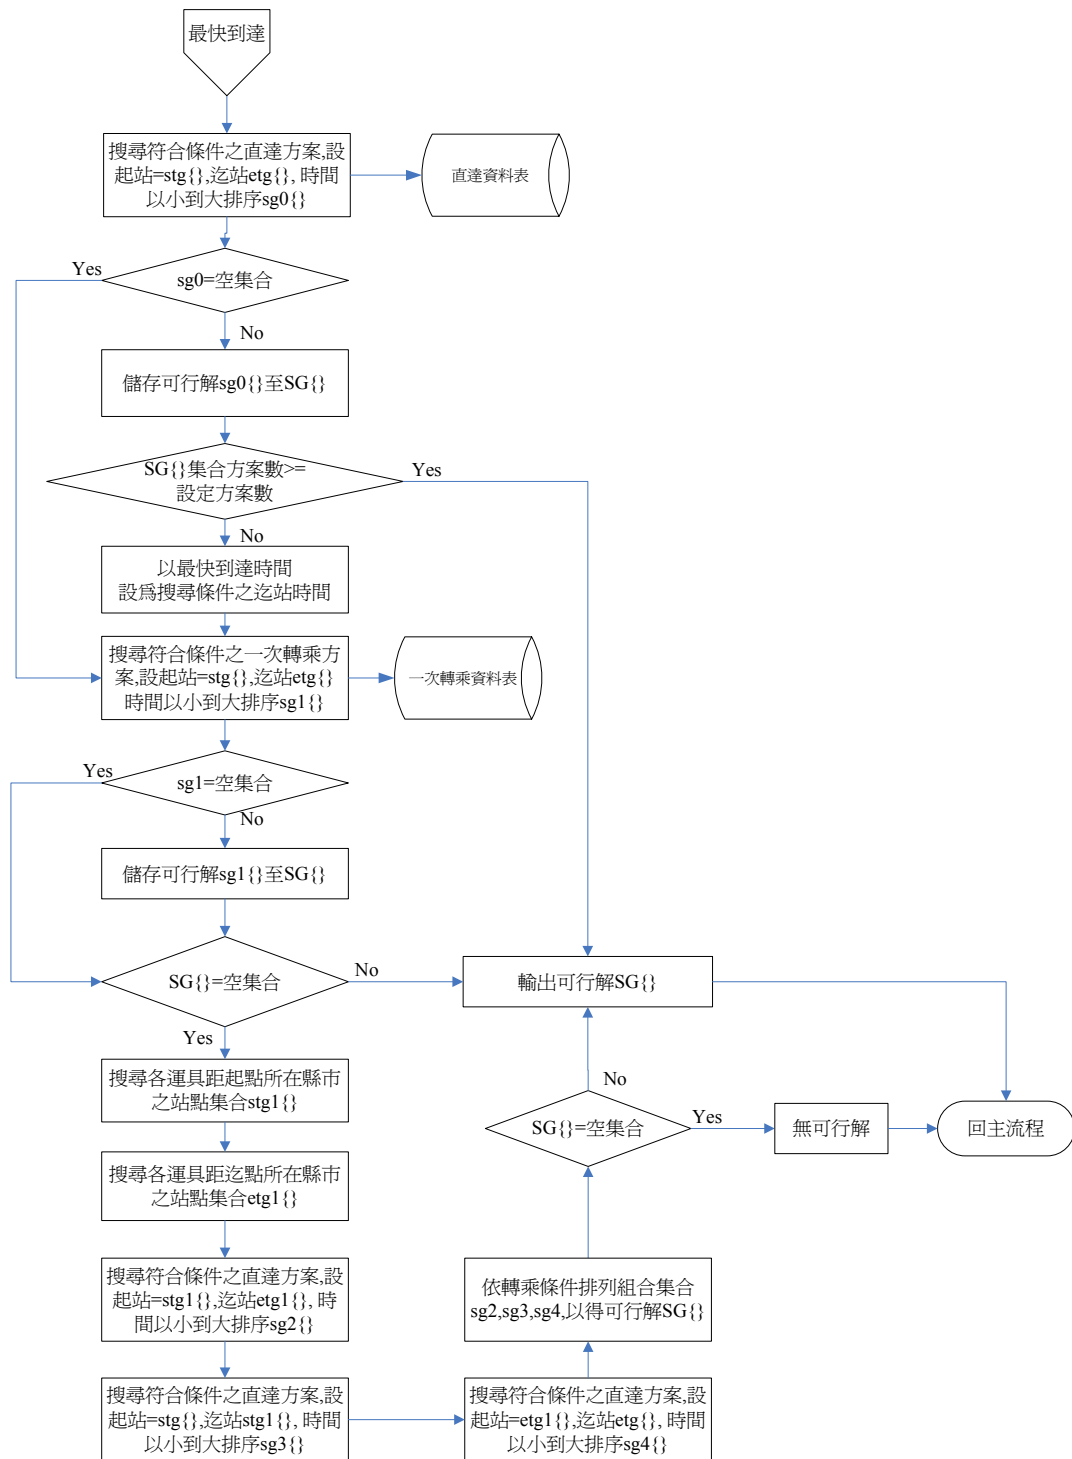 最快到達
搜尋符合條件之直達方案,設
起站=stg{},迄站etg{}, 時間
以小到大排序sg0{}
直達資料表
Yes
sg0=空集合
No
儲存可行解sg0{}至SG{}
SG{}集合方案數>=
設定方案數
Yes
No
以最快到達時間
設為搜尋條件之迄站時間
搜尋符合條件之一次轉乘方
案,設起站=stg{},迄站etg{}
時間以小到大排序sg1{}
一次轉乘資料表
Yes
sg1=空集合
No
儲存可行解sg1{}至SG{}
SG{}=空集合
No
輸出可行解SG{}
Yes
搜尋各運具距起點所在縣市
之站點集合stg1{}
No
SG{}=空集合
Yes
無可行解
回主流程
搜尋各運具距迄點所在縣市
之站點集合etg1{}
搜尋符合條件之直達方案,設
起站=stg1{},迄站etg1{}, 時
間以小到大排序sg2{}
依轉乘條件排列組合集合
sg2,sg3,sg4,以得可行解SG{}
搜尋符合條件之直達方案,設
起站=stg{},迄站stg1{}, 時間
以小到大排序sg3{}
搜尋符合條件之直達方案,設
起站=etg1{},迄站etg{}, 時間
以小到大排序sg4{}